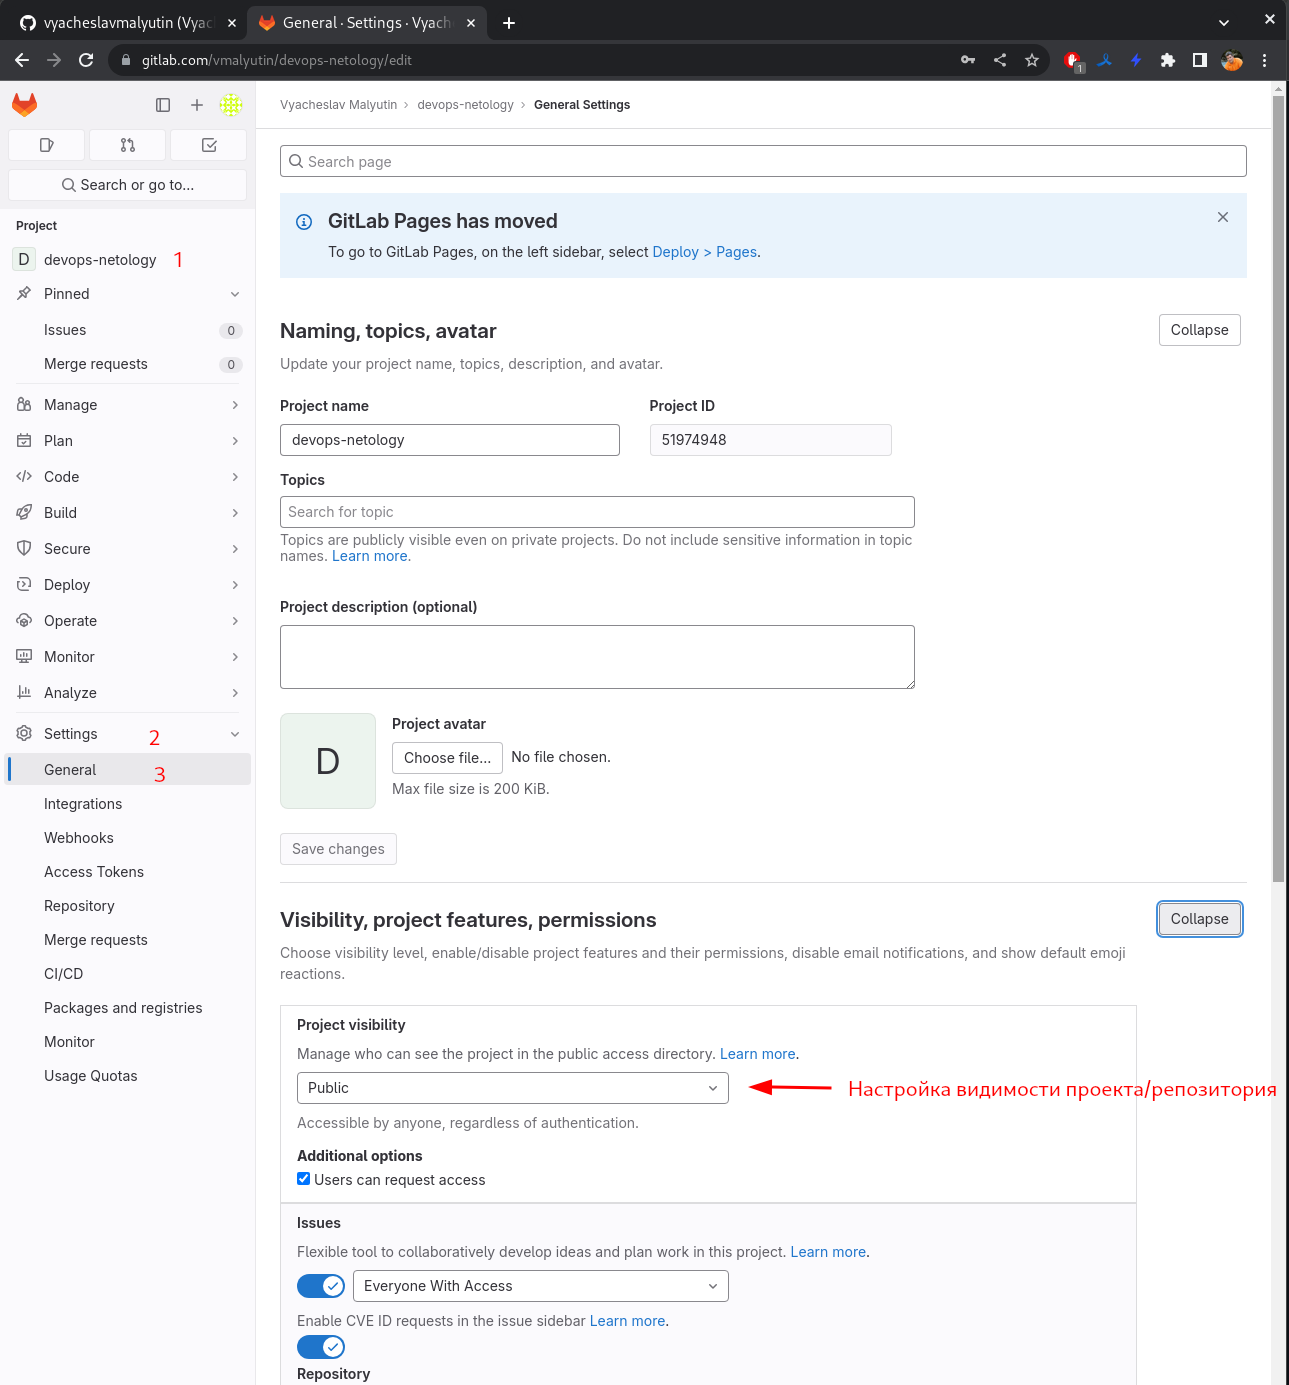 vyacheslavmalyutin (Vyac
General · Settings · Vyach
gitlab.com/vmalyutin/devops-netology/edit
1
Vyacheslav Malyutin › devops-netology › General Settings
Search page
Search or go to...
GitLab Pages has moved
To go to GitLab Pages, on the left sidebar, select Deploy > Pages.
Project
D devops-netology 1
Pinned
Issues 0
Merge requests 0
Manage
Plan
Code
Build
Secure
Deploy
Operate
Monitor
Analyze
Settings 2
General 3
Integrations
Webhooks
Access Tokens
Repository
Merge requests
CI/CD
Packages and registries
Monitor
Usage Quotas
Naming, topics, avatar
Collapse
Update your project name, topics, description, and avatar.
Project name Project ID
devops-netology 51974948
Topics
Search for topic
Topics are publicly visible even on private projects. Do not include sensitive information in topic
names. Learn more.
Project description (optional)
D
Project avatar
Choose file... No file chosen.
Max file size is 200 KiB.
Save changes
Visibility, project features, permissions
Collapse
Choose visibility level, enable/disable project features and their permissions, disable email notifications, and show default emoji
reactions.
Project visibility
Manage who can see the project in the public access directory. Learn more.
Public
Настройка видимости проекта/репозитория
Accessible by anyone, regardless of authentication.
Additional options
Users can request access
Issues
Flexible tool to collaboratively develop ideas and plan work in this project. Learn more.
Everyone With Access
Enable CVE ID requests in the issue sidebar Learn more.
Repository